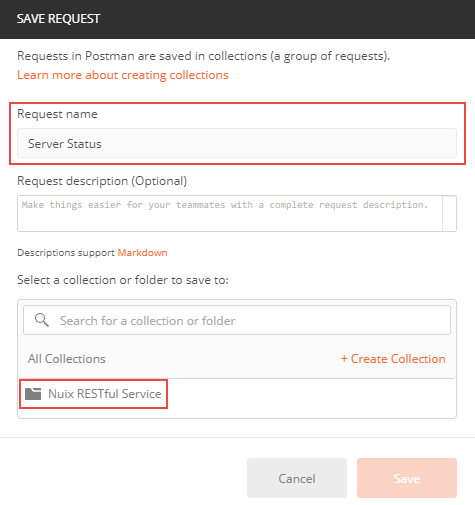 SAVE REQUEST
Requests in Postman are saved in collections (a group of requests).
Learn more about creating collections
Request name
Server Status
Request description (Optional)
Make things easier for your teammates with a complete request description.
Descriptions support Markdown
Select a collection or folder to save to:
Search for a collection or folder
All Collections + Create Collection
Nuix RESTful Service
Cancel Save